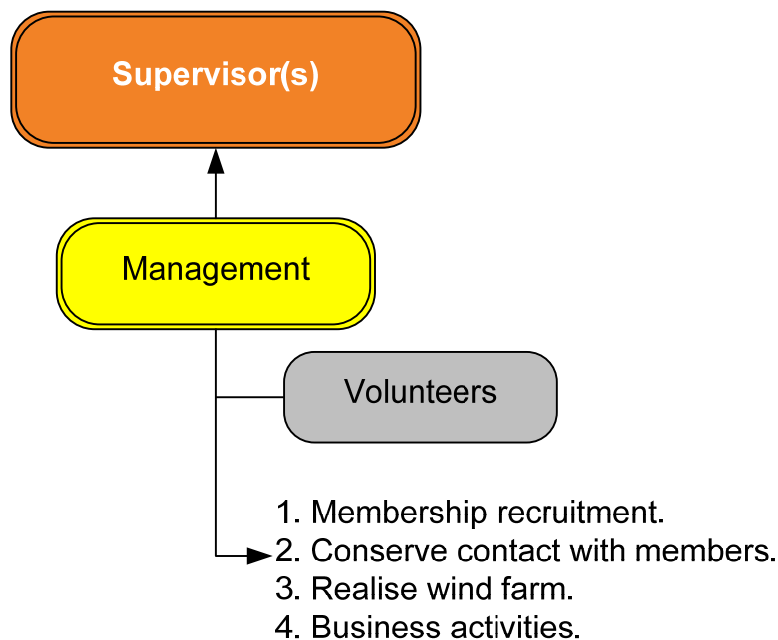 Supervisor(s)
Management
Volunteers
1. Membership recruitment.
2. Conserve contact with members.
3. Realise wind farm.
4. Business activities.